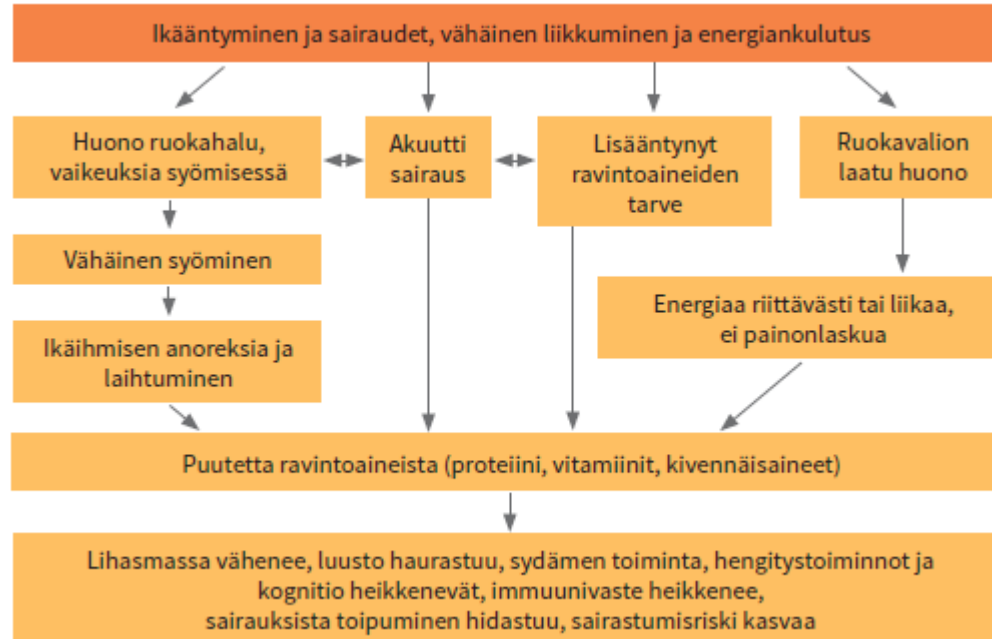 Ikääntyminen ja sairaudet, vähäinen liikkuminen ja energiankulutus
Huono ruokahalu,
vaikeuksia syömisessä
Akuutti
sairaus
Lisääntynyt
ravintoaineiden
tarve
Ruokavalion
laatu huono
Vähäinen syöminen
Energiaa riittävästi tai liikaa,
ei painonlaskua
Ikäihmisen anoreksia ja
laihtuminen
Puutetta ravintoaineista (proteiini, vitamiinit, kivennäisaineet)
Lihasmassa vähenee, luusto haurastuu, sydämen toiminta, hengitystoiminnot ja
kognitio heikkenevät, immuunivaste heikkenee,
sairauksista toipuminen hidastuu, sairastumisriski kasvaa